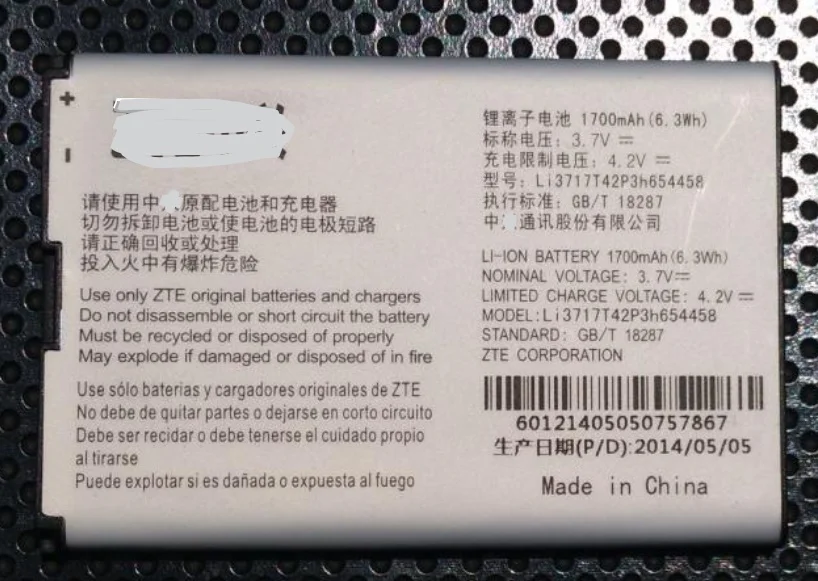 +
-
请使用中 原配电池和充电器
切勿拆卸电池或使电池的电极短路
请正确回收或处理
投入火中有爆炸危险
Use only ZTE original batteries and chargers
Do not disassemble or short circuit the battery
Must be recycled or disposed of properly
May explode if damaged or disposed of in fire
Use sólo baterias y cargadores originales de ZTE
No debe de quitar partes o dejarse en corto circuito
Debe ser recidar o debe tenerse el cuidado propio
al tirarse
Puede explotar si es dañada o expuesta al fuego
锂离子电池 1700mAh(6.3Wh)
标称电压: 3.7V⎓
充电限制电压: 4.2V ⎓
型号: Li3717T42P3h654458
执行标准: GB/T 18287
中 通讯股份有限公司
LI-ION BATTERY 1700mAh(6.3Wh)
NOMINAL VOLTAGE: 3.7V⎓
LIMITED CHARGE VOLTAGE: 4.2V⎓
MODEL:Li3717T42P3h654458
STANDARD: GB/T 18287
ZTE CORPORATION
60121405050757867
生产日期(P/D):2014/05/05
Made in China